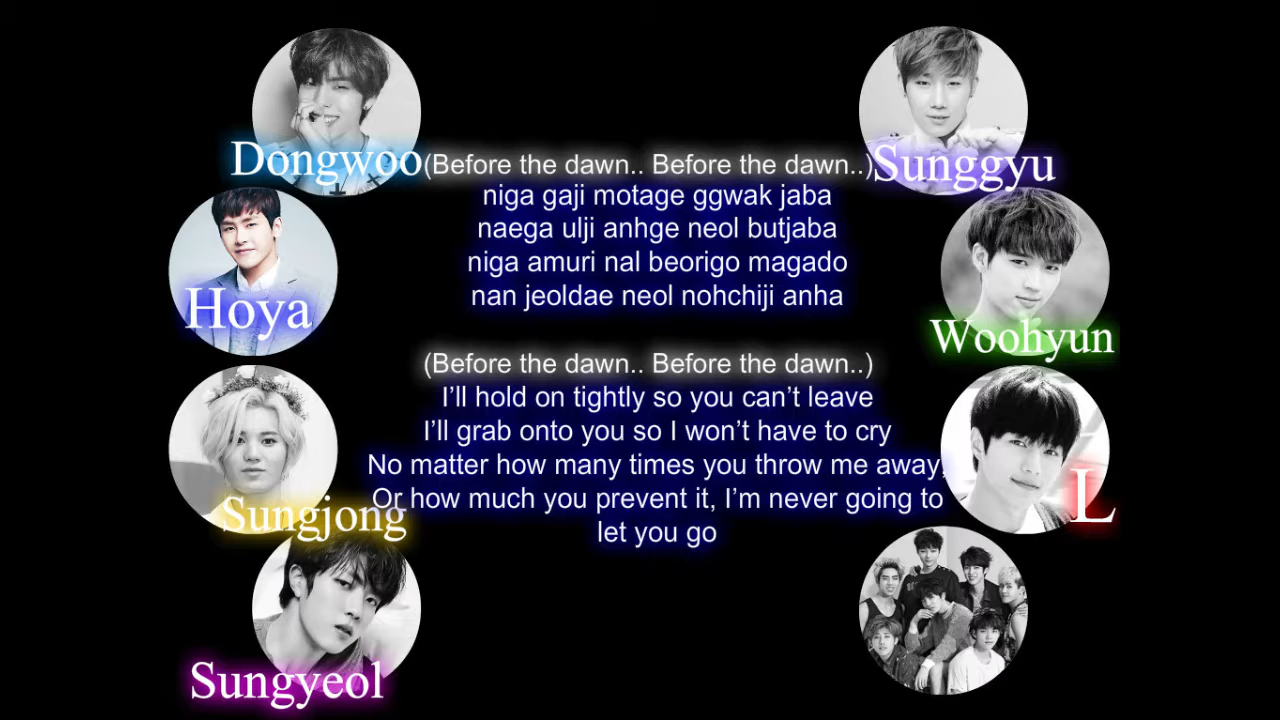 Dongwoo
Sunggyu
(Before the dawn.. Before the dawn..)
niga gaji motage ggwak jaba
naega ulji anhge neol butjaba
niga amuri nal beorigo magado
nan jeoldae neol nohchiji anha
Hoya
Woohyun
(Before the dawn.. Before the dawn..)
I’ll hold on tightly so you can’t leave
I’ll grab onto you so I won’t have to cry
No matter how many times you throw me away,
Or how much you prevent it, I’m never going to
let you go
Sungjong
L
Sungyeol